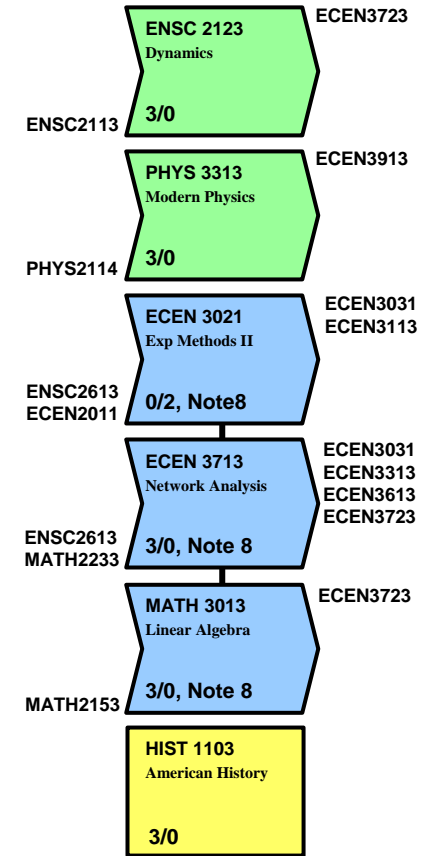 ECEN3723
ENSC 2123
Dynamics
3/0
ENSC2113
ECEN3913
PHYS 3313
Modern Physics
3/0
PHYS2114
ECEN3031
ECEN3113
ECEN 3021
Exp Methods II
ENSC2613
ECEN2011
0/2, Note8
ECEN3031
ECEN3313
ECEN3613
ECEN3723
ECEN 3713
Network Analysis
ENSC2613
MATH2233
3/0, Note 8
ECEN3723
MATH 3013
Linear Algebra
3/0, Note 8
MATH2153
HIST 1103
American History
3/0